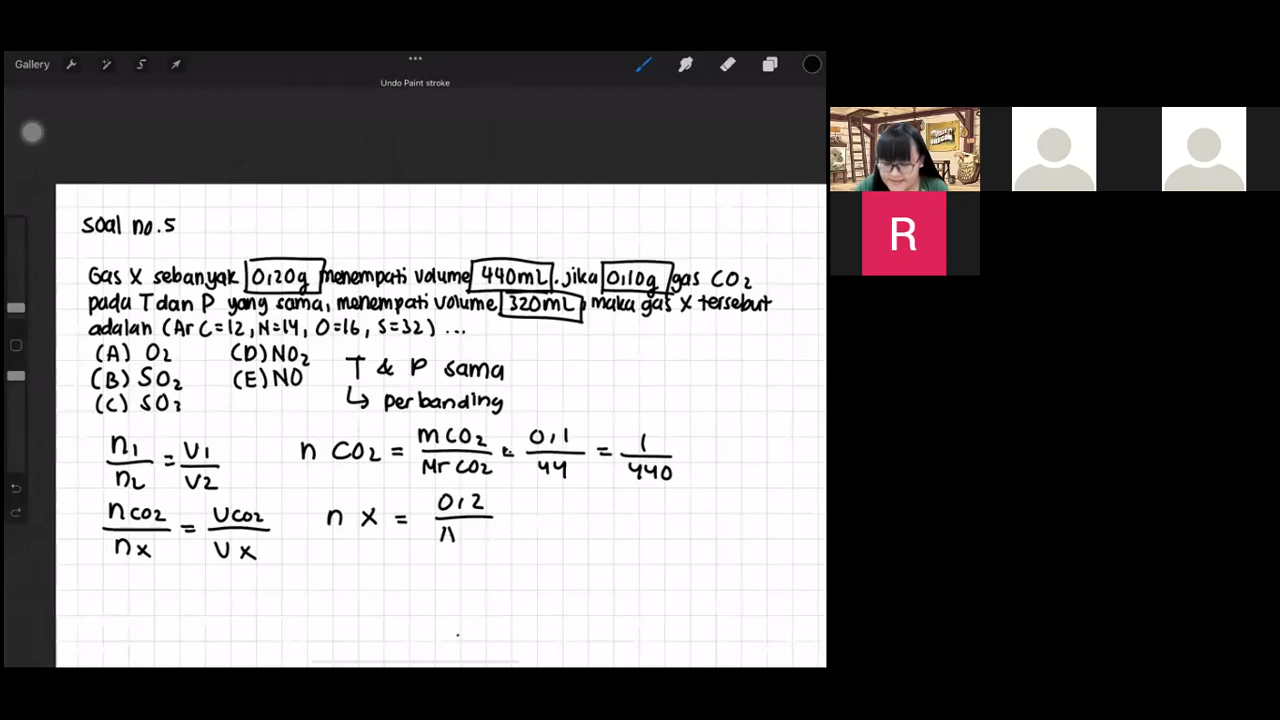 Gallery
Undo Paint stroke
Soal no.5
Gas X sebanyak 0,20g menempati volume 440mL. jika 0,10g gas CO2
pada T dan P yang sama, menempati volume 320mL, maka gas X tersebut
adalah (Ar C=12, N=14, O=16, S=32) ...
(A) O2 (D) NO2
(B) SO2 (E) NO
(C) SO3
T & P sama
↳ perbanding
n1/n2 = V1/V2
n CO2 = mCO2/Mr CO2 = 0,1/44 = 1/440
nCO2/nx = VCO2/Vx
n X = 0,2/
R